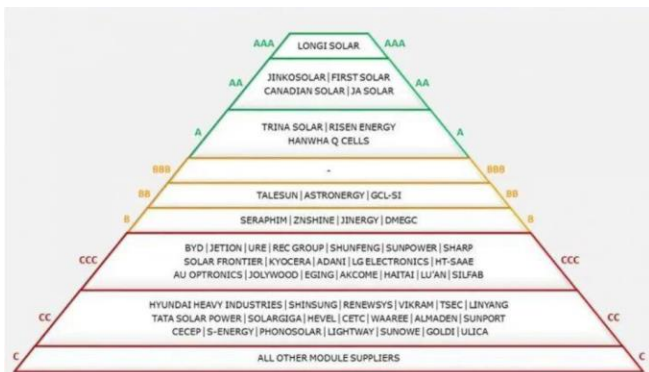 AAA LONGI SOLAR AAA
AA JINKOSOLAR | FIRST SOLAR AA
CANADIAN SOLAR | JA SOLAR
A TRINA SOLAR | RISEN ENERGY A
HANWHA Q CELLS
BBB - BBB
BB TALESUN | ASTRONERGY | GCL-SI BB
B SERAPHIM | ZNSHINE | JINERGY | DMEGC B
BYD | JETION | URE | REC GROUP | SHUNFENG | SUNPOWER | SHARP
CCC SOLAR FRONTIER | KYOCERA | ADANI | LG ELECTRONICS | HT-SAAE CCC
AU OPTRONICS | JOLYWOOD | EGING | AKCOME | HAITAI | LU'AN | SILFAB
HYUNDAI HEAVY INDUSTRIES | SHINSUNG | RENEWSYS | VIKRAM | TSEC | LINYANG
CC TATA SOLAR POWER | SOLARGIGA | HEVEL | CETC | WAAREE | ALMADEN | SUNPORT CC
CECEP | S-ENERGY | PHONOSOLAR | LIGHTWAY | SUNOWE | GOLDI | ULICA
C ALL OTHER MODULE SUPPLIERS C